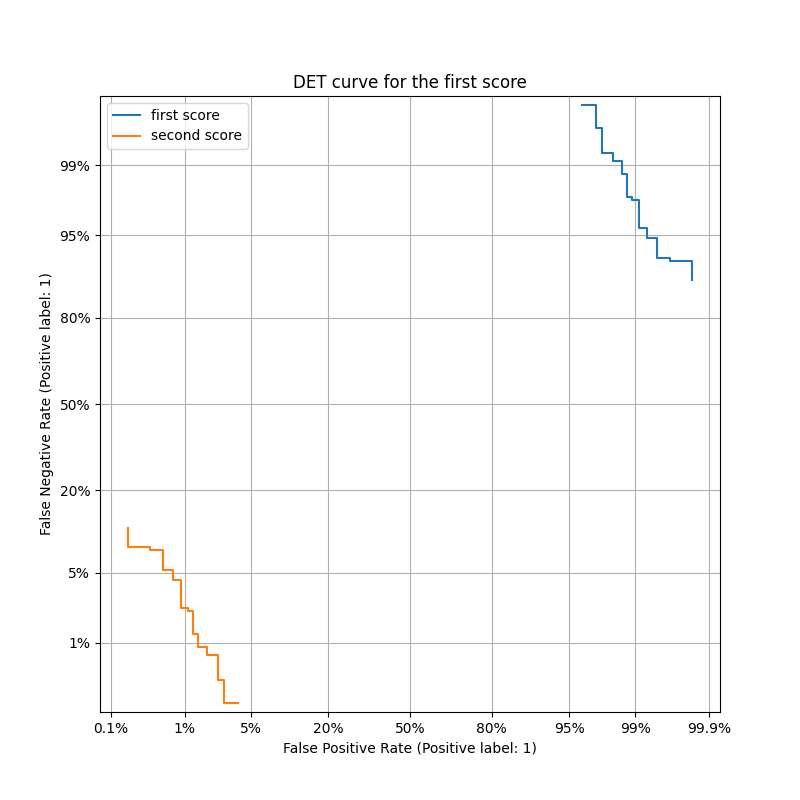 DET curve for the first score
first score
second score
False Negative Rate (Positive label: 1)
99%
95%
80%
50%
20%
5%
1%
0.1% 1% 5% 20% 50% 80% 95% 99% 99.9%
False Positive Rate (Positive label: 1)